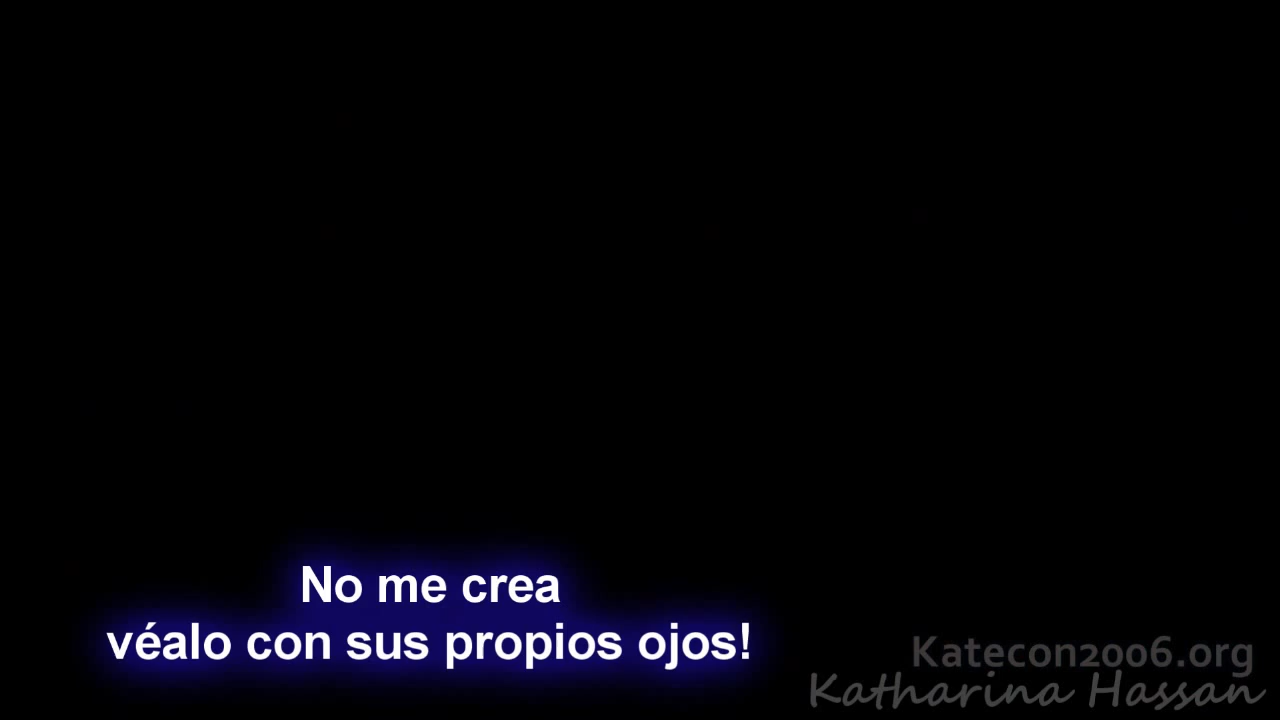 No me crea
véalo con sus propios ojos!
Katecon2006.org
Katharina Hassan